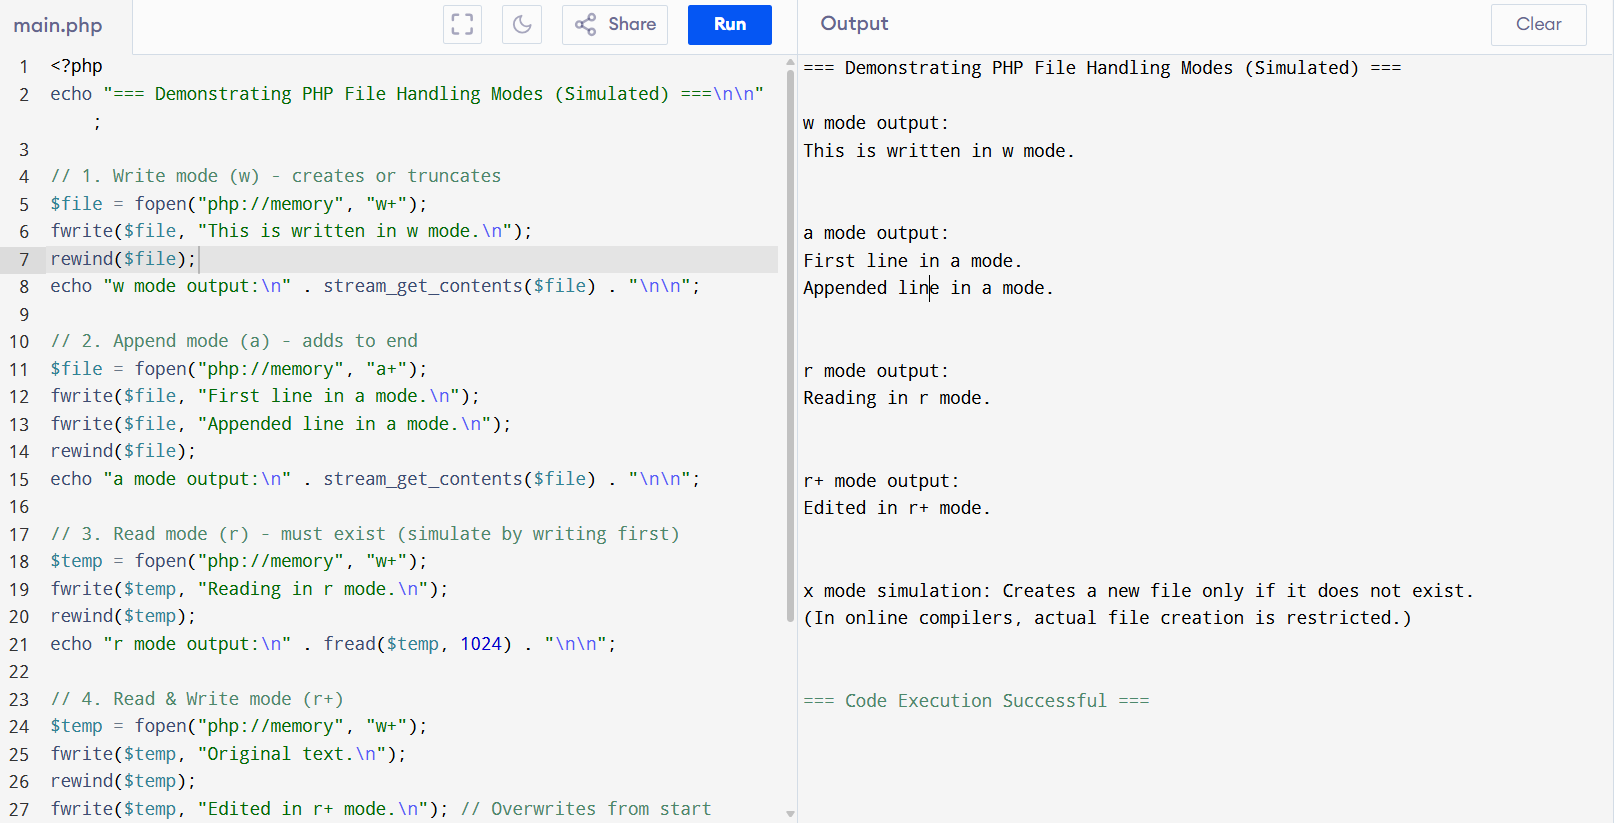 main.php
Share
Run
Output
Clear
1 <?php
2 echo "=== Demonstrating PHP File Handling Modes (Simulated) ===\n\n"
;
3
4 // 1. Write mode (w) - creates or truncates
5 $file = fopen("php://memory", "w+");
6 fwrite($file, "This is written in w mode.\n");
7 rewind($file);
8 echo "w mode output:\n" . stream_get_contents($file) . "\n\n";
9
10 // 2. Append mode (a) - adds to end
11 $file = fopen("php://memory", "a+");
12 fwrite($file, "First line in a mode.\n");
13 fwrite($file, "Appended line in a mode.\n");
14 rewind($file);
15 echo "a mode output:\n" . stream_get_contents($file) . "\n\n";
16
17 // 3. Read mode (r) - must exist (simulate by writing first)
18 $temp = fopen("php://memory", "w+");
19 fwrite($temp, "Reading in r mode.\n");
20 rewind($temp);
21 echo "r mode output:\n" . fread($temp, 1024) . "\n\n";
22
23 // 4. Read & Write mode (r+)
24 $temp = fopen("php://memory", "w+");
25 fwrite($temp, "Original text.\n");
26 rewind($temp);
27 fwrite($temp, "Edited in r+ mode.\n"); // Overwrites from start
=== Demonstrating PHP File Handling Modes (Simulated) ===
w mode output:
This is written in w mode.
a mode output:
First line in a mode.
Appended line in a mode.
r mode output:
Reading in r mode.
r+ mode output:
Edited in r+ mode.
x mode simulation: Creates a new file only if it does not exist.
(In online compilers, actual file creation is restricted.)
=== Code Execution Successful ===